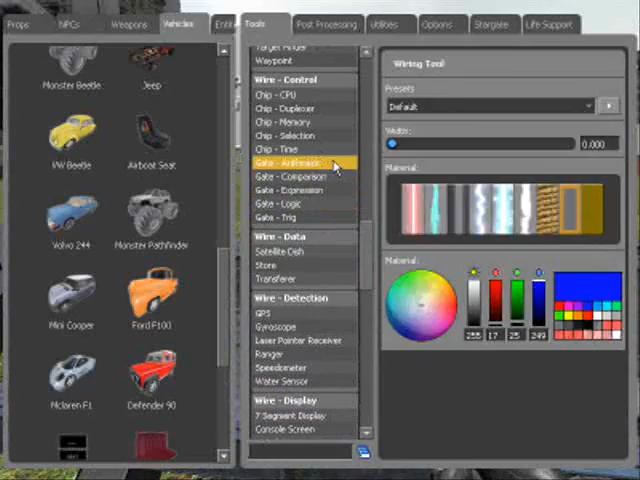 Props NPCs Weapons Vehicles Entit
Monster Beetle Jeep
VW Beetle Airboat Seat
Volvo 244 Monster Pathfinder
Mini Cooper Ford F100
Mclaren F1 Defender 90
Tools Post Processing Utilities Options Stargate Life Support
Target Finder
Waypoint
Wire - Control
Chip - CPU
Chip - Duplexer
Chip - Memory
Chip - Selection
Chip - Time
Gate - Arithmetic
Gate - Comparison
Gate - Expression
Gate - Logic
Gate - Trig
Wire - Data
Satellite Dish
Store
Transferer
Wire - Detection
GPS
Gyroscope
Laser Pointer Receiver
Ranger
Speedometer
Water Sensor
Wire - Display
7 Segment Display
Console Screen
Wiring Tool
Presets
Default
Width:
0.000
Material:
Material:
255 17 25 249